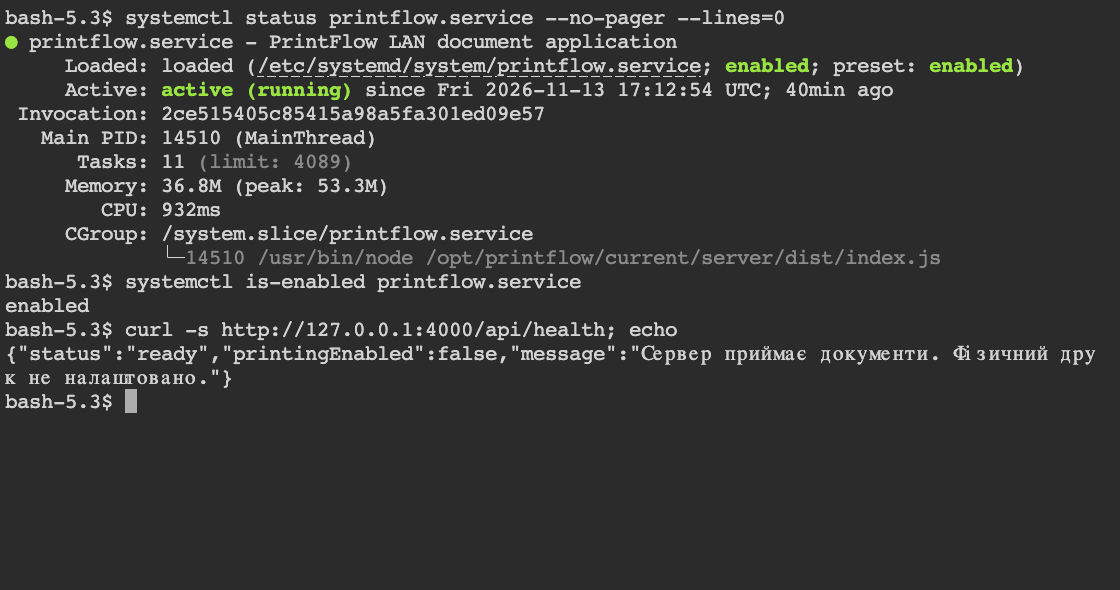 bash-5.3$ systemctl status printflow.service --no-pager --lines=0
● printflow.service - PrintFlow LAN document application
     Loaded: loaded (/etc/systemd/system/printflow.service; enabled; preset: enabled)
     Active: active (running) since Fri 2026-11-13 17:12:54 UTC; 40min ago
 Invocation: 2ce515405c85415a98a5fa301ed09e57
   Main PID: 14510 (MainThread)
      Tasks: 11 (limit: 4089)
     Memory: 36.8M (peak: 53.3M)
        CPU: 932ms
     CGroup: /system.slice/printflow.service
             └─14510 /usr/bin/node /opt/printflow/current/server/dist/index.js
bash-5.3$ systemctl is-enabled printflow.service
enabled
bash-5.3$ curl -s http://127.0.0.1:4000/api/health; echo
{"status":"ready","printingEnabled":false,"message":"Сервер приймає документи. Фізичний дру
к не налаштовано."}
bash-5.3$